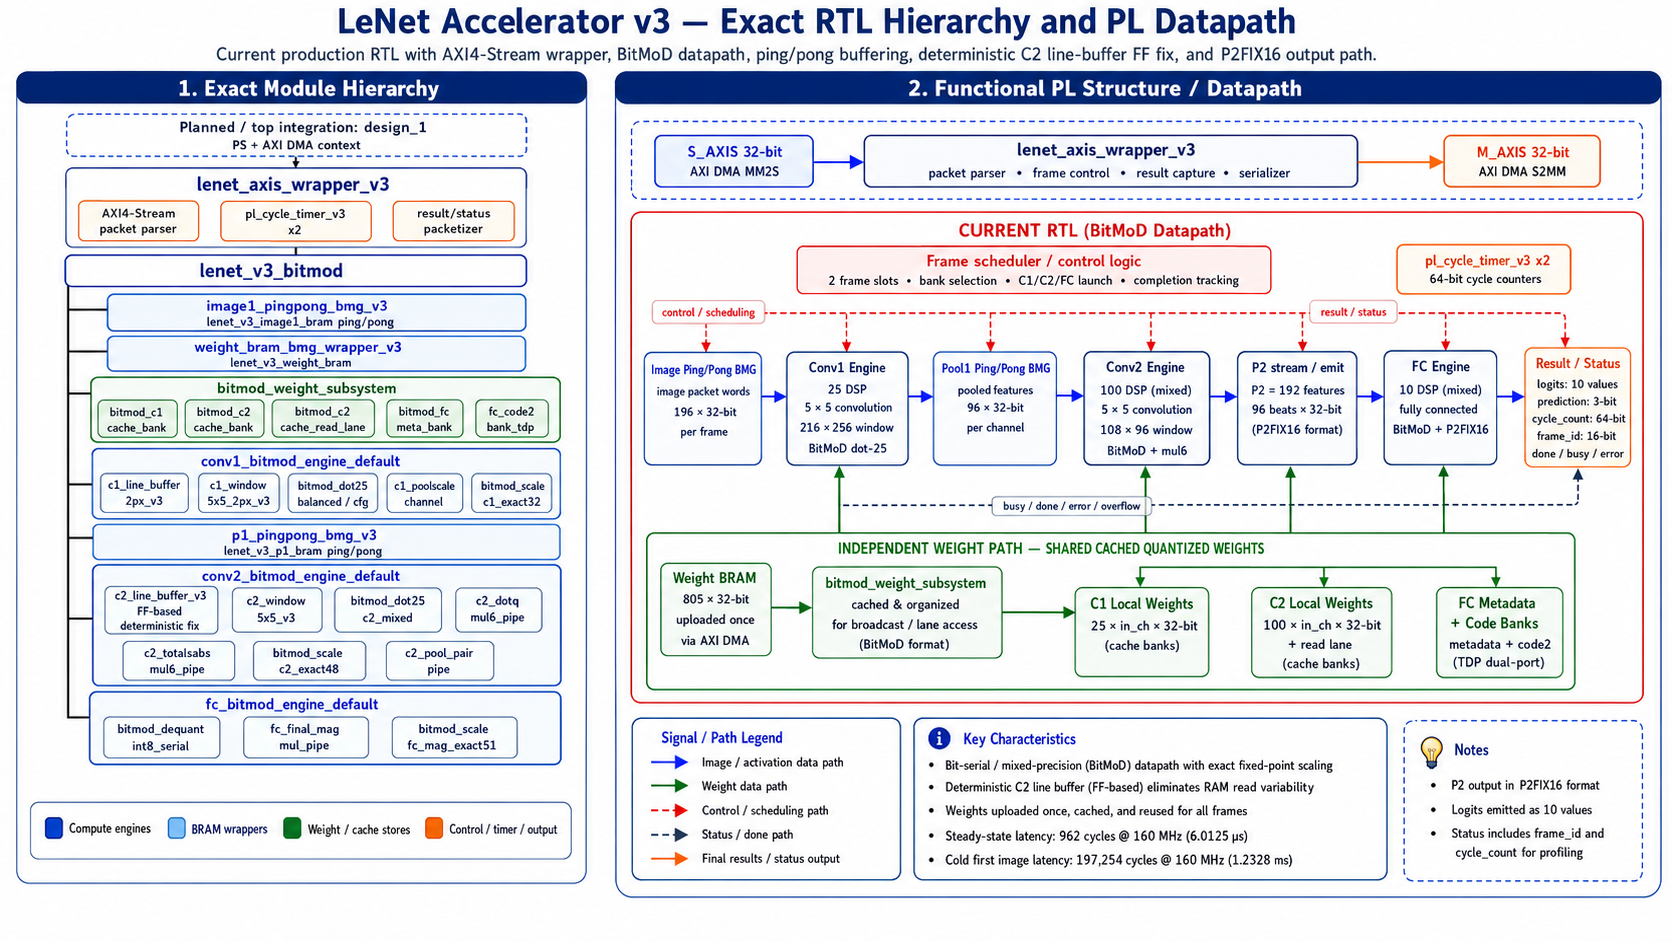 LeNet Accelerator v3 — Exact RTL Hierarchy and PL Datapath
Current production RTL with AXI4-Stream wrapper, BitMoD datapath, ping/pong buffering, deterministic C2 line-buffer FF fix, and P2FIX16 output path.
1. Exact Module Hierarchy
Planned / top integration: design_1
PS + AXI DMA context
lenet_axis_wrapper_v3
AXI4-Stream
packet parser
pl_cycle_timer_v3
x2
result/status
packetizer
lenet_v3_bitmod
image1_pingpong_bmg_v3
lenet_v3_image1_bram ping/pong
weight_bram_bmg_wrapper_v3
lenet_v3_weight_bram
bitmod_weight_subsystem
bitmod_c1
cache_bank
bitmod_c2
cache_bank
bitmod_c2
cache_read_lane
bitmod_fc
meta_bank
fc_code2
bank_tdp
conv1_bitmod_engine_default
c1_line_buffer
2px_v3
c1_window
5x5_2px_v3
bitmod_dot25
balanced / cfg
c1_poolscale
channel
bitmod_scale
c1_exact32
p1_pingpong_bmg_v3
lenet_v3_p1_bram ping/pong
conv2_bitmod_engine_default
c2_line_buffer_v3
FF-based
deterministic fix
c2_window
5x5_v3
bitmod_dot25
c2_mixed
c2_dotq
mul6_pipe
c2_totalsabs
mul6_pipe
bitmod_scale
c2_exact48
c2_pool_pair
pipe
fc_bitmod_engine_default
bitmod_dequant
int8_serial
fc_final_mag
mul_pipe
bitmod_scale
fc_mag_exact51
Compute engines
BRAM wrappers
Weight / cache stores
Control / timer / output
2. Functional PL Structure / Datapath
S_AXIS 32-bit
AXI DMA MM2S
lenet_axis_wrapper_v3
packet parser • frame control • result capture • serializer
M_AXIS 32-bit
AXI DMA S2MM
CURRENT RTL (BitMoD Datapath)
Frame scheduler / control logic
2 frame slots • bank selection • C1/C2/FC launch • completion tracking
pl_cycle_timer_v3 x2
64-bit cycle counters
control / scheduling
result / status
Image Ping/Pong BMG
image packet words
196 × 32-bit
per frame
Conv1 Engine
25 DSP
5 × 5 convolution
216 × 256 window
BitMoD dot-25
Pool1 Ping/Pong BMG
pooled features
96 × 32-bit
per channel
Conv2 Engine
100 DSP (mixed)
5 × 5 convolution
108 × 96 window
BitMoD + mul6
P2 stream / emit
P2 = 192 features
96 beats × 32-bit
(P2FIX16 format)
FC Engine
10 DSP (mixed)
fully connected
BitMoD + P2FIX16
Result / Status
logits: 10 values
prediction: 3-bit
cycle_count: 64-bit
frame_id: 16-bit
done / busy / error
busy / done / error / overflow
INDEPENDENT WEIGHT PATH — SHARED CACHED QUANTIZED WEIGHTS
Weight BRAM
805 × 32-bit
uploaded once
via AXI DMA
bitmod_weight_subsystem
cached & organized
for broadcast / lane access
(BitMoD format)
C1 Local Weights
25 × in_ch × 32-bit
(cache banks)
C2 Local Weights
100 × in_ch × 32-bit
+ read lane
(cache banks)
FC Metadata
+ Code Banks
metadata + code2
(TDP dual-port)
Signal / Path Legend
Image / activation data path
Weight data path
Control / scheduling path
Status / done path
Final results / status output
i Key Characteristics
• Bit-serial / mixed-precision (BitMoD) datapath with exact fixed-point scaling
• Deterministic C2 line buffer (FF-based) eliminates RAM read variability
• Weights uploaded once, cached, and reused for all frames
• Steady-state latency: 962 cycles @ 160 MHz (6.0125 µs)
• Cold first image latency: 197,254 cycles @ 160 MHz (1.2328 ms)
Notes
• P2 output in P2FIX16 format
• Logits emitted as 10 values
• Status includes frame_id and
cycle_count for profiling